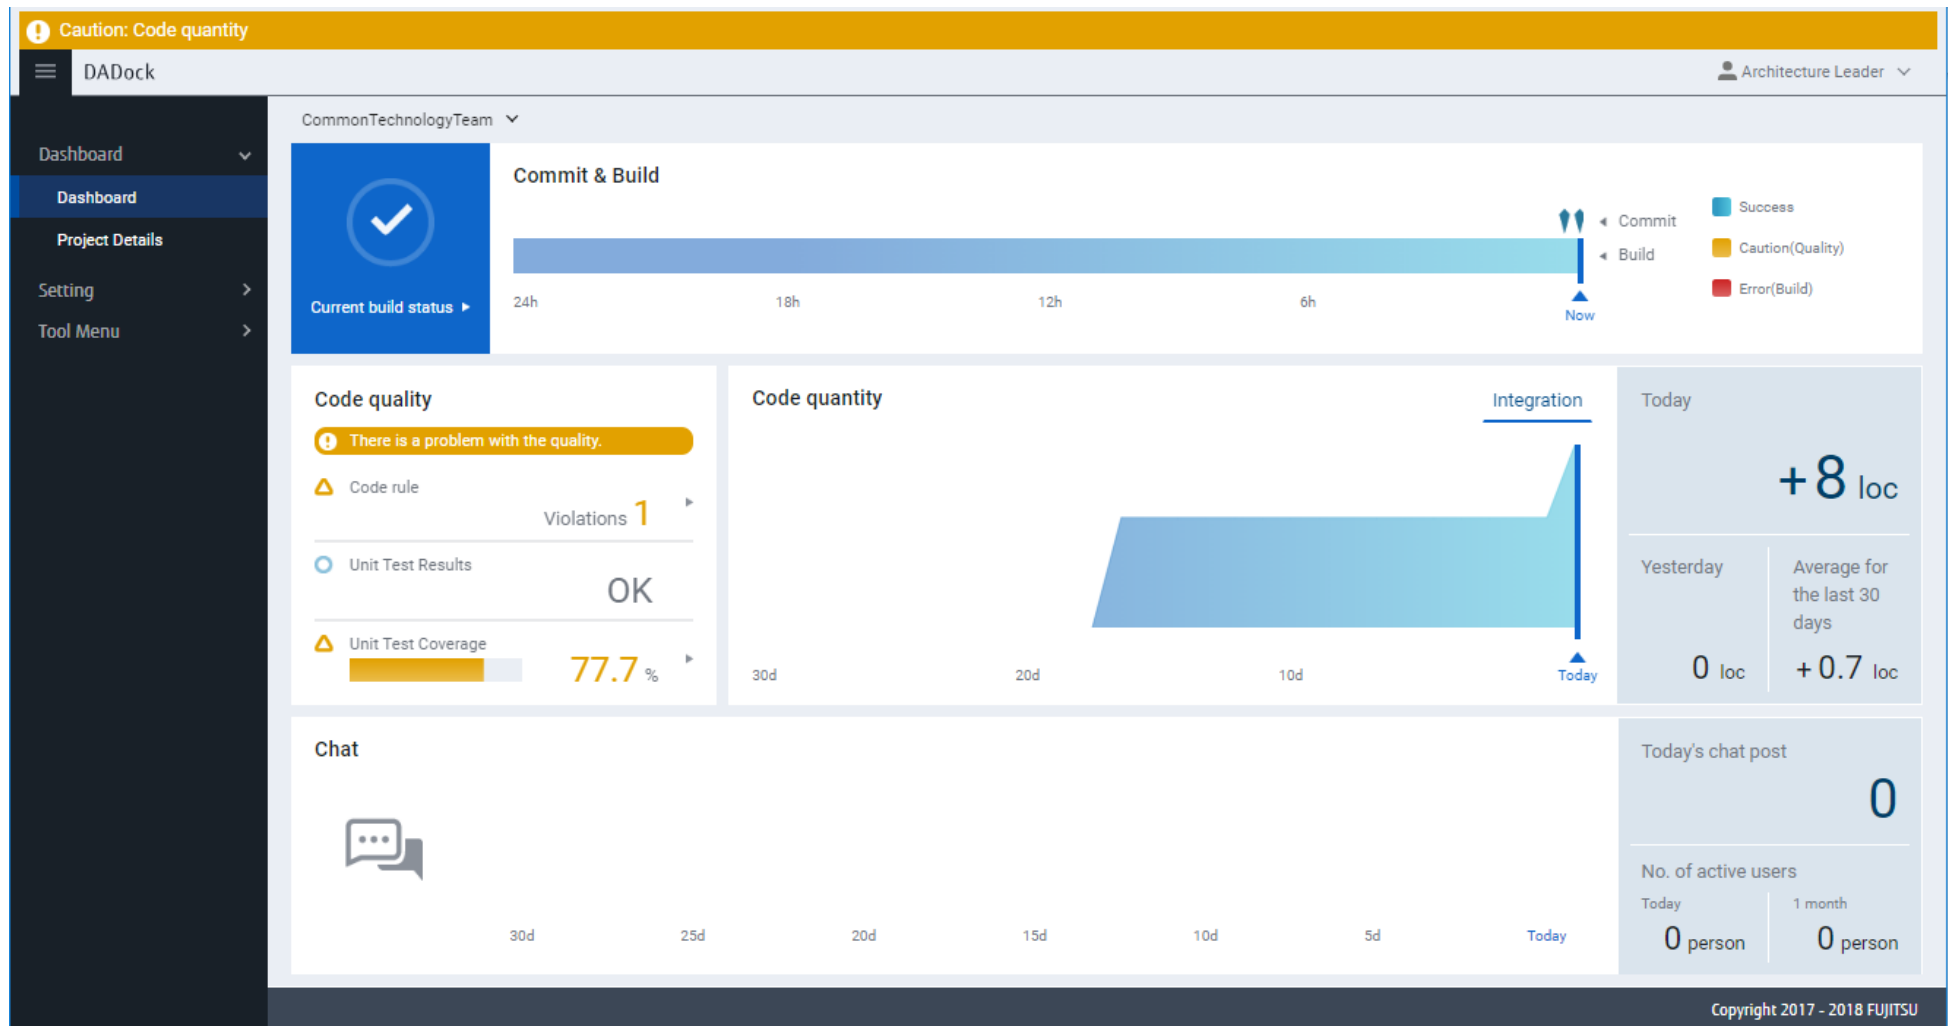 Caution: Code quantity
DADock
Architecture Leader
Dashboard
Dashboard
Project Details
Setting
Tool Menu
CommonTechnologyTeam
Current build status
Commit & Build
Commit
Build
24h 18h 12h 6h Now
Success
Caution(Quality)
Error(Build)
Code quality
There is a problem with the quality.
Code rule
Violations 1
Unit Test Results
OK
Unit Test Coverage
77.7 %
Code quantity
Integration
30d 20d 10d Today
Today
+8 loc
Yesterday
0 loc
Average for
the last 30
days
+0.7 loc
Chat
30d 25d 20d 15d 10d 5d Today
Today's chat post
0
No. of active users
Today
0 person
1 month
0 person
Copyright 2017 - 2018 FUJITSU